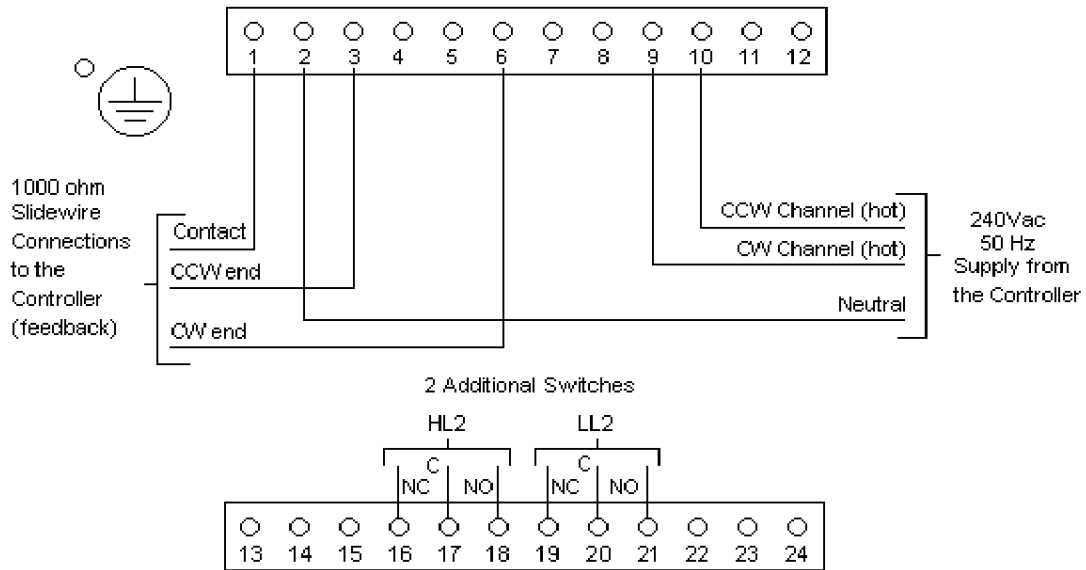 1 2 3 4 5 6 7 8 9 10 11 12
1000 ohm
Slidewire
Connections
to the
Controller
(feedback)
Contact
CCW end
CW end
CCW Channel (hot)
CW Channel (hot)
Neutral
240Vac
50 Hz
Supply from
the Controller
2 Additional Switches
HL2 LL2
C C
NC NO NC NO
13 14 15 16 17 18 19 20 21 22 23 24